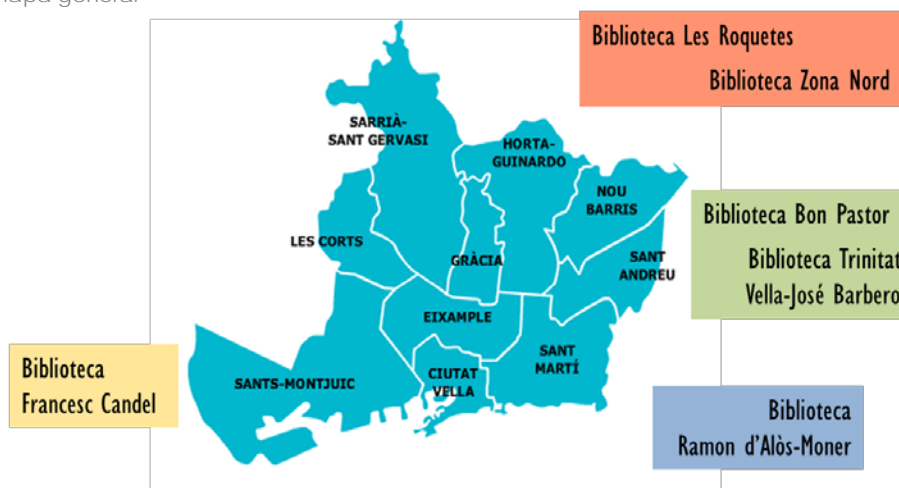 Biblioteca Les Roquetes
Biblioteca Zona Nord
SARRIÀ-
SANT GERVASI
HORTA-
GUINARDO
NOU
BARRIS
Biblioteca Bon Pastor
LES CORTS
GRÀCIA
SANT
ANDREU
Biblioteca Trinitat
Vella-José Barbero
EIXAMPLE
SANT
MARTÍ
Biblioteca
Francesc Candel
SANTS-MONTJUIC
CIUTAT
VELLA
Biblioteca
Ramon d'Alòs-Moner